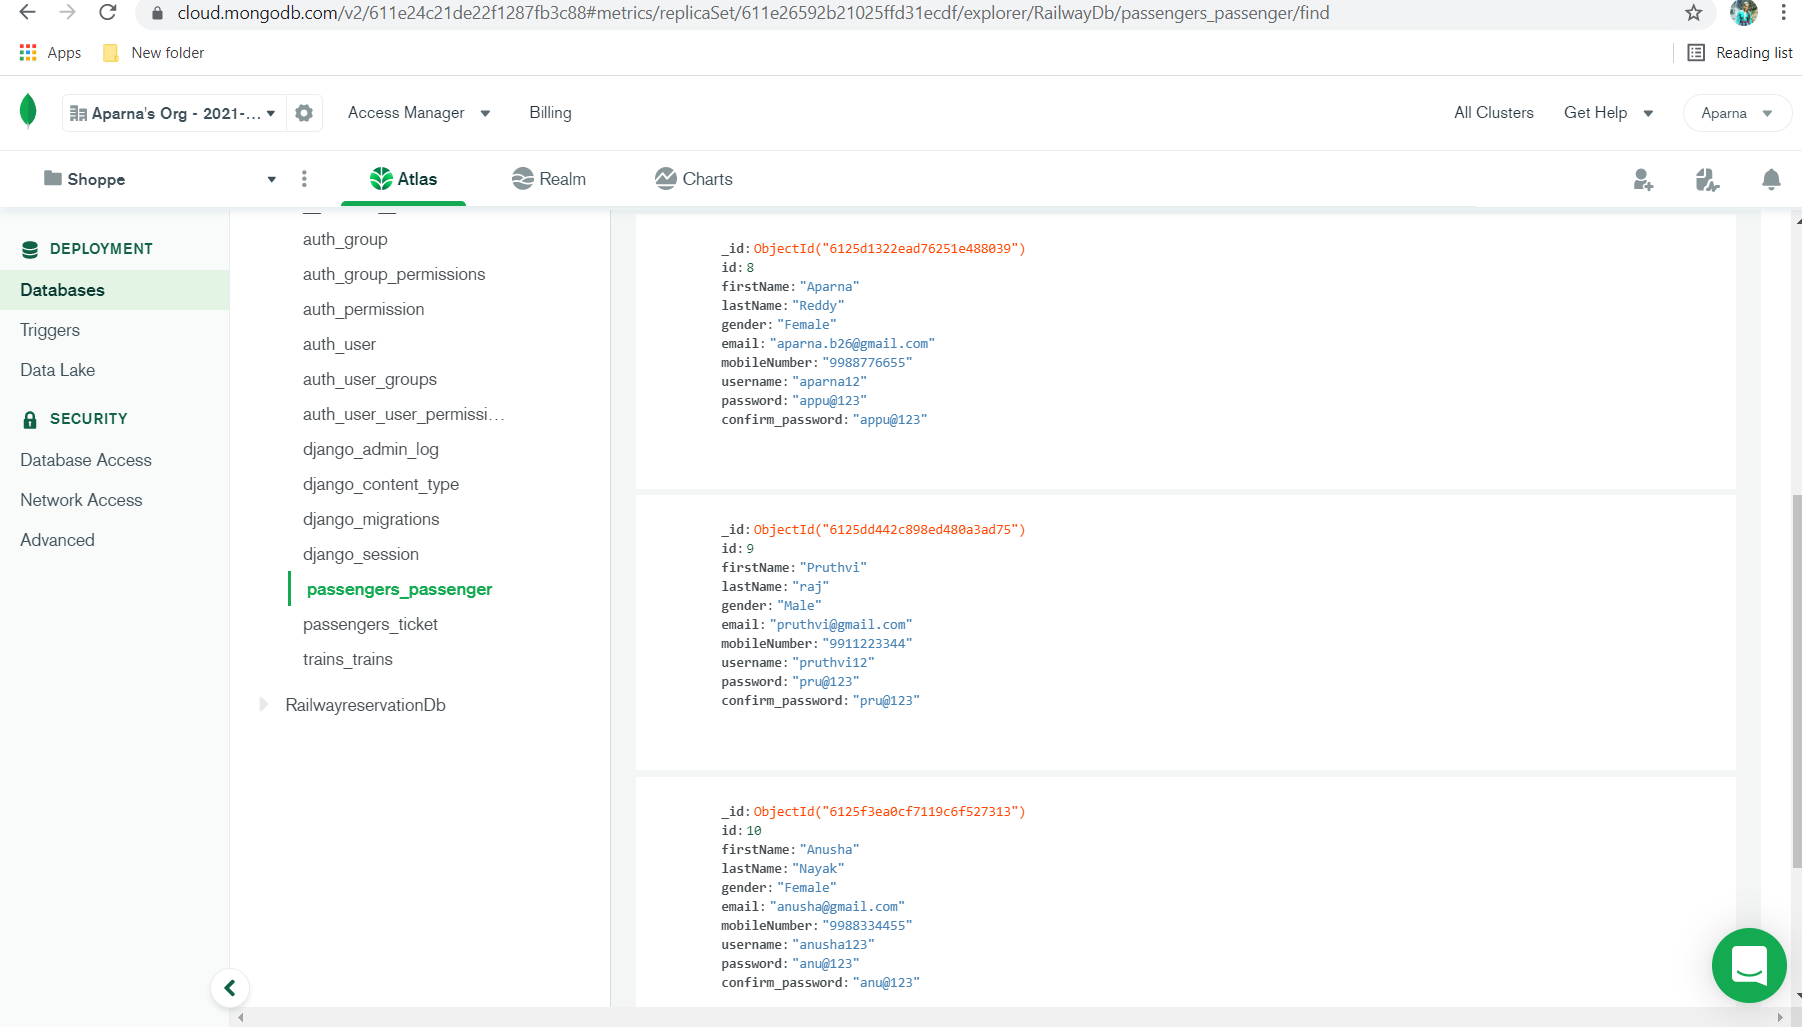 cloud.mongodb.com/v2/611e24c21de22f1287fb3c88#metrics/replicaSet/611e26592b21025ffd31ecdf/explorer/RailwayDb/passengers_passenger/find
Apps
New folder
Reading list
Aparna's Org - 2021-...
Access Manager
Billing
All Clusters
Get Help
Aparna
Shoppe
Atlas
Realm
Charts
DEPLOYMENT
Databases
Triggers
Data Lake
SECURITY
Database Access
Network Access
Advanced
auth_group
auth_group_permissions
auth_permission
auth_user
auth_user_groups
auth_user_user_permissi...
django_admin_log
django_content_type
django_migrations
django_session
passengers_passenger
passengers_ticket
trains_trains
RailwayreservationDb
_id: ObjectId("6125d1322ead76251e488039")
id: 8
firstName: "Aparna"
lastName: "Reddy"
gender: "Female"
email: "aparna.b26@gmail.com"
mobileNumber: "9988776655"
username: "aparna12"
password: "appu@123"
confirm_password: "appu@123"
_id: ObjectId("6125dd442c898ed480a3ad75")
id: 9
firstName: "Pruthvi"
lastName: "raj"
gender: "Male"
email: "pruthvi@gmail.com"
mobileNumber: "9911223344"
username: "pruthvi12"
password: "pru@123"
confirm_password: "pru@123"
_id: ObjectId("6125f3ea0cf7119c6f527313")
id: 10
firstName: "Anusha"
lastName: "Nayak"
gender: "Female"
email: "anusha@gmail.com"
mobileNumber: "9988334455"
username: "anusha123"
password: "anu@123"
confirm_password: "anu@123"